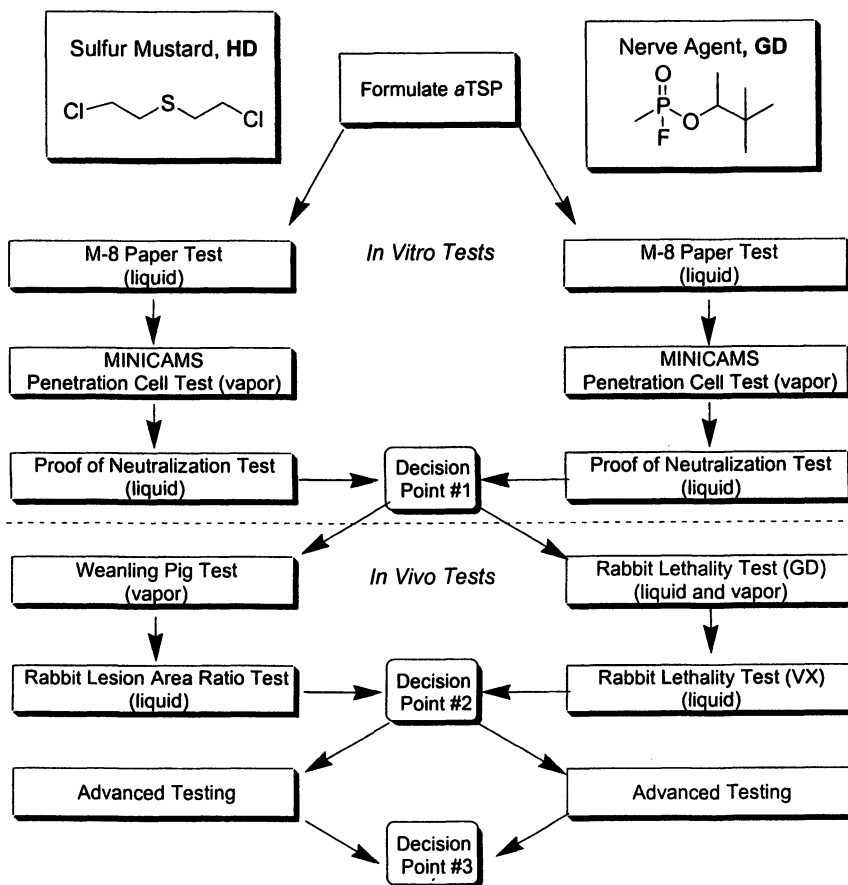 Sulfur Mustard, HD
Cl
S
Cl
Formulate aTSP
Nerve Agent, GD
O
P
O
F
In Vitro Tests
M-8 Paper Test
(liquid)
M-8 Paper Test
(liquid)
MINICAMS
Penetration Cell Test (vapor)
MINICAMS
Penetration Cell Test (vapor)
Proof of Neutralization Test
(liquid)
Decision
Point #1
Proof of Neutralization Test
(liquid)
Weanling Pig Test
(vapor)
In Vivo Tests
Rabbit Lethality Test (GD)
(liquid and vapor)
Rabbit Lesion Area Ratio Test
(liquid)
Decision
Point #2
Rabbit Lethality Test (VX)
(liquid)
Advanced Testing
Advanced Testing
Decision
Point #3